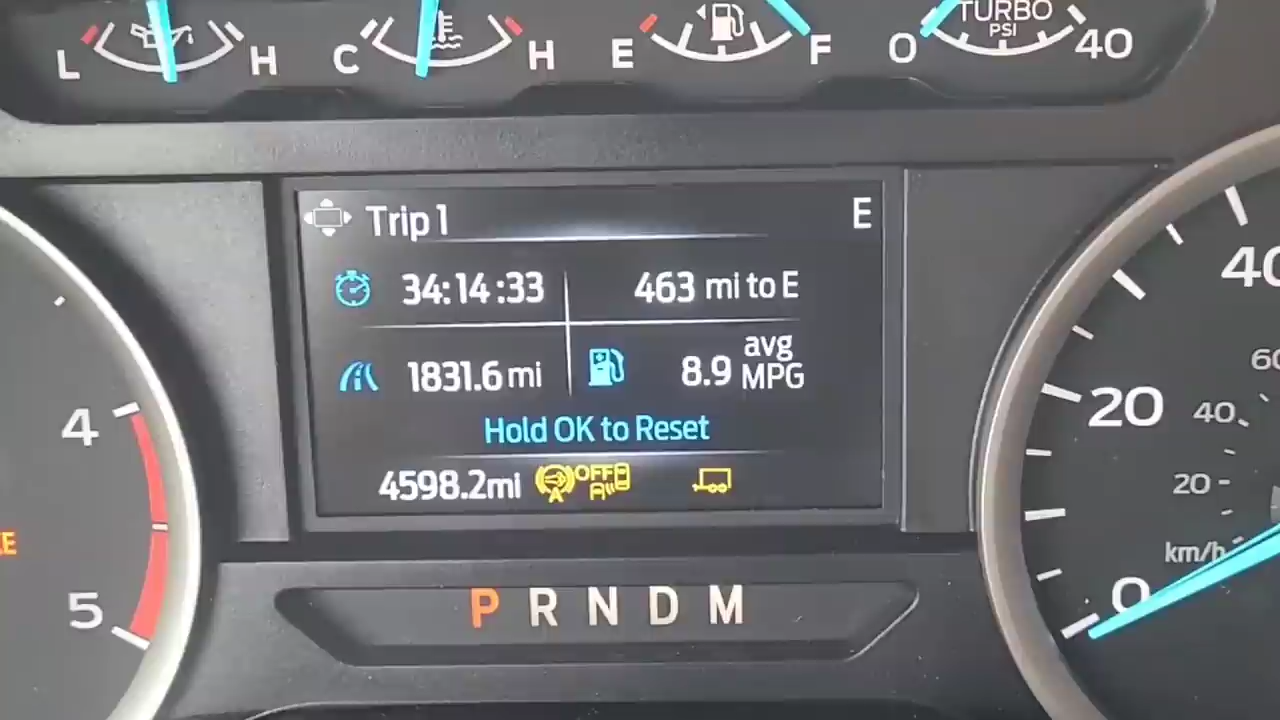 L H C H E F 0 TURBO PSI 40
Trip 1 E
34:14:33 463 mi to E
1831.6 mi 8.9 avg MPG
Hold OK to Reset
4598.2mi OFF
P R N D M
4
5
40
20
0
60
40
20
km/h